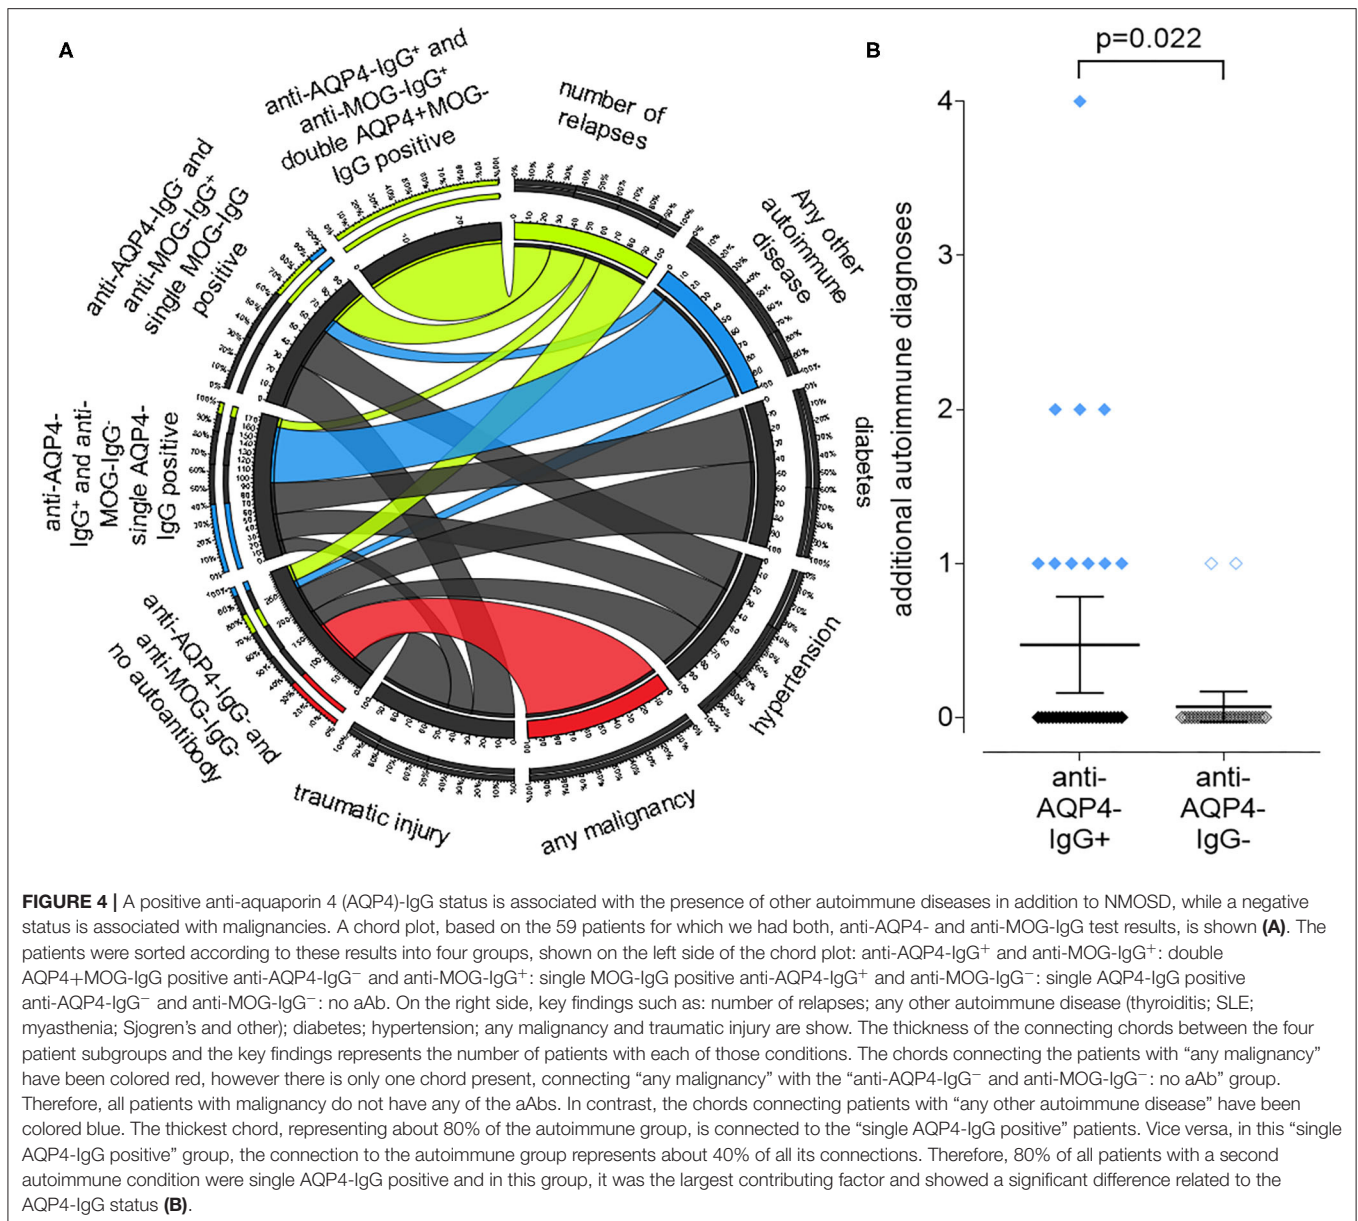 A
anti-AQP4-IgG+ and
anti-MOG-IgG+
double AQP4+MOG-
IgG positive
number of
relapses
Any other
autoimmune
disease
diabetes
hypertension
any malignancy
traumatic injury
anti-AQP4-IgG- and
anti-MOG-IgG-
no autoantibody
anti-AQP4-
IgG+ and anti-
MOG-IgG-
single AQP4-
IgG positive
anti-AQP4-IgG- and
anti-MOG-IgG+
single MOG-IgG
positive
B
p=0.022
additional autoimmune diagnoses
4
3
2
1
0
anti-
AQP4-
IgG+
anti-
AQP4-
IgG-
FIGURE 4 | A positive anti-aquaporin 4 (AQP4)-IgG status is associated with the presence of other autoimmune diseases in addition to NMOSD, while a negative
status is associated with malignancies. A chord plot, based on the 59 patients for which we had both, anti-AQP4- and anti-MOG-IgG test results, is shown (A). The
patients were sorted according to these results into four groups, shown on the left side of the chord plot: anti-AQP4-IgG+ and anti-MOG-IgG+: double
AQP4+MOG-IgG positive anti-AQP4-IgG− and anti-MOG-IgG+: single MOG-IgG positive anti-AQP4-IgG+ and anti-MOG-IgG−: single AQP4-IgG positive
anti-AQP4-IgG− and anti-MOG-IgG−: no aAb. On the right side, key findings such as: number of relapses; any other autoimmune disease (thyroiditis; SLE;
myasthenia; Sjogren's and other); diabetes; hypertension; any malignancy and traumatic injury are show. The thickness of the connecting chords between the four
patient subgroups and the key findings represents the number of patients with each of those conditions. The chords connecting the patients with “any malignancy”
have been colored red, however there is only one chord present, connecting “any malignancy” with the “anti-AQP4-IgG− and anti-MOG-IgG−: no aAb” group.
Therefore, all patients with malignancy do not have any of the aAbs. In contrast, the chords connecting patients with “any other autoimmune disease” have been
colored blue. The thickest chord, representing about 80% of the autoimmune group, is connected to the “single AQP4-IgG positive” patients. Vice versa, in this “single
AQP4-IgG positive” group, the connection to the autoimmune group represents about 40% of all its connections. Therefore, 80% of all patients with a second
autoimmune condition were single AQP4-IgG positive and in this group, it was the largest contributing factor and showed a significant difference related to the
AQP4-IgG status (B).